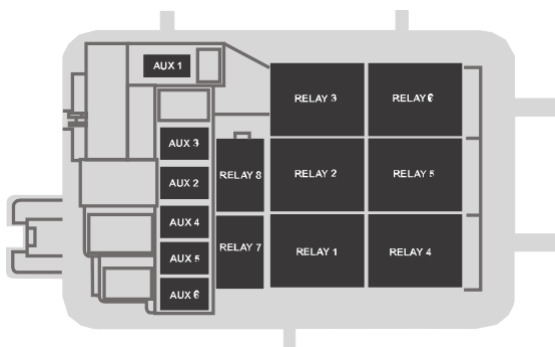 AUX 1
RELAY 3
RELAY 6
AUX 3
AUX 2
RELAY 8
RELAY 2
RELAY 5
AUX 4
AUX 5
RELAY 7
RELAY 1
RELAY 4
AUX 6